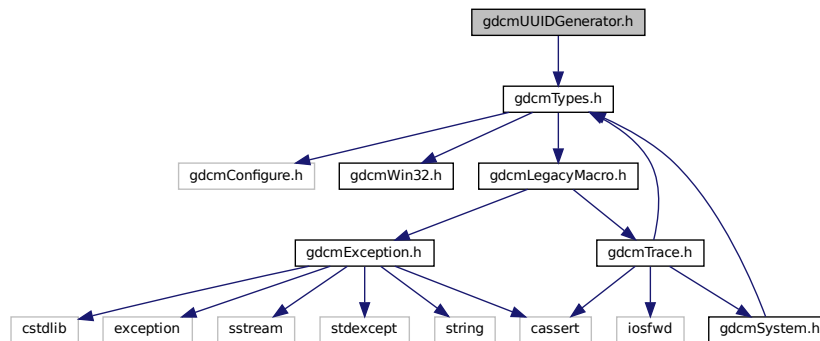 gdcmUUIDGenerator.h
gdcmTypes.h
gdcmConfigure.h
gdcmWin32.h
gdcmLegacyMacro.h
gdcmException.h
gdcmTrace.h
cstdlib
exception
sstream
stdexcept
string
cassert
iosfwd
gdcmSystem.h